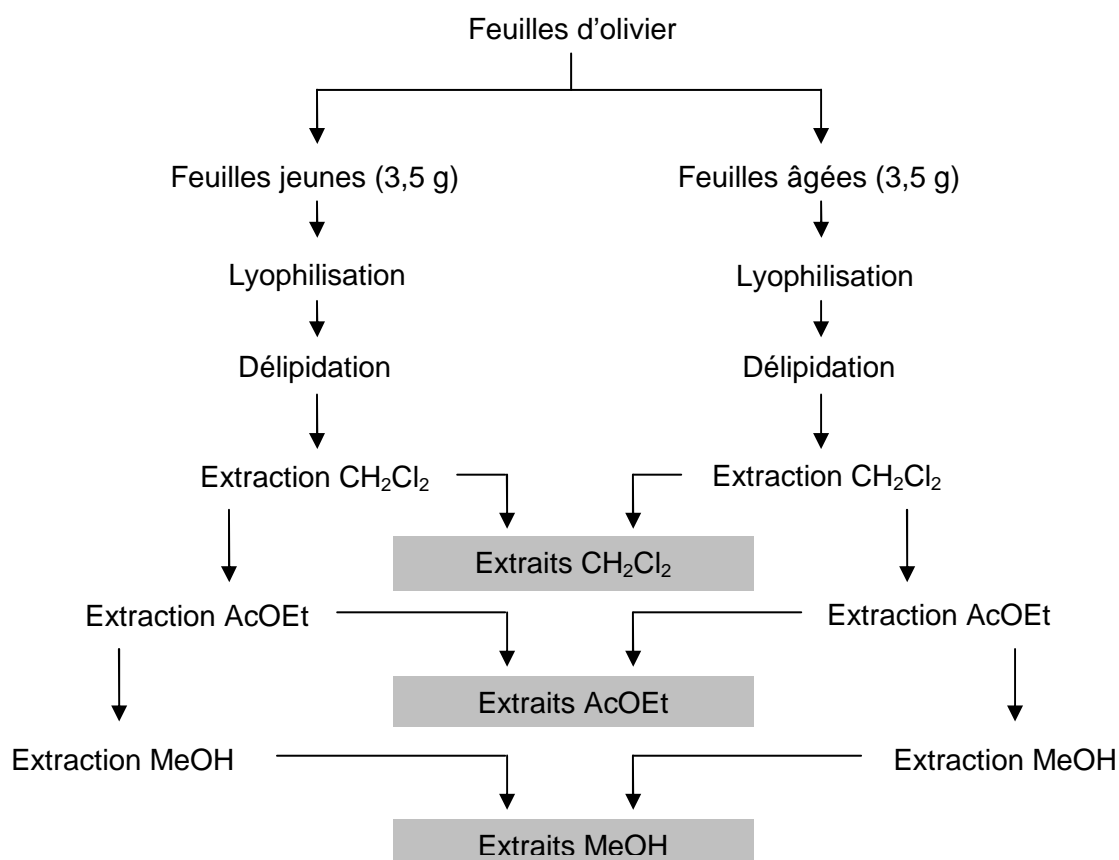 Feuilles d’olivier
Feuilles jeunes (3,5 g)
Feuilles âgées (3,5 g)
Lyophilisation
Lyophilisation
Délipidation
Délipidation
Extraction CH₂Cl₂
Extraction CH₂Cl₂
Extraits CH₂Cl₂
Extraction AcOEt
Extraction AcOEt
Extraits AcOEt
Extraction MeOH
Extraction MeOH
Extraits MeOH